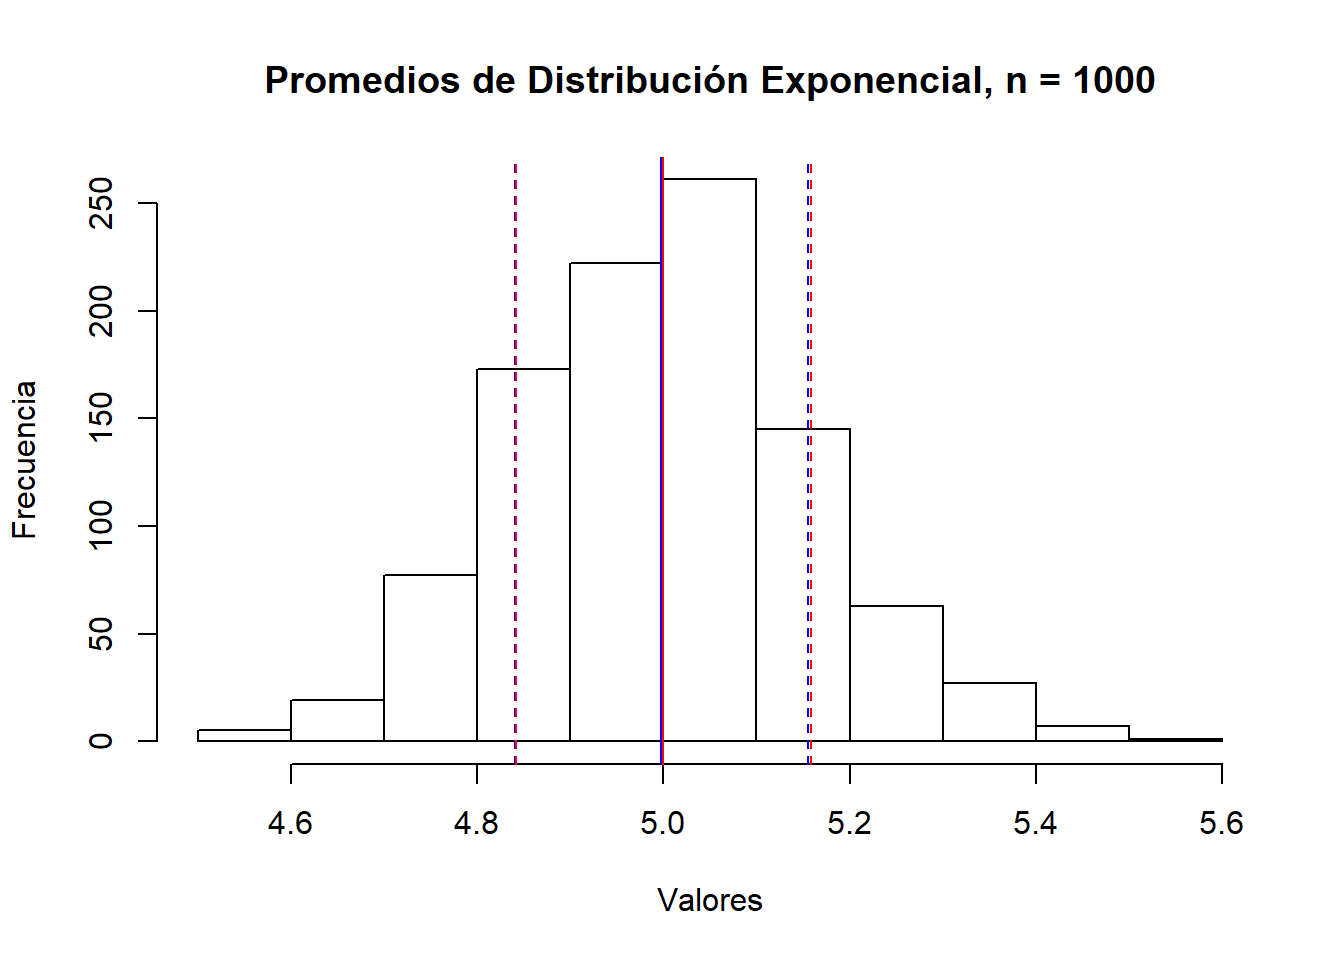 Promedios de Distribución Exponencial, n = 1000
Frecuencia
250
200
150
100
50
0
4.6 4.8 5.0 5.2 5.4 5.6
Valores